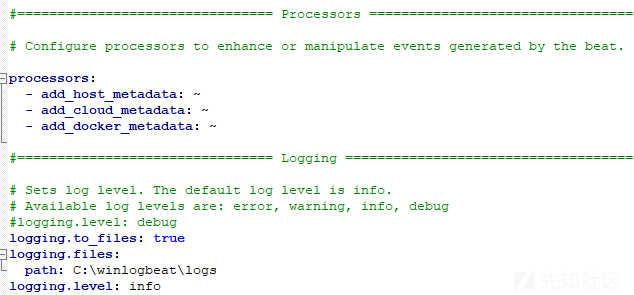 #================================ Processors =================================
# Configure processors to enhance or manipulate events generated by the beat.
processors:
  - add_host_metadata: ~
  - add_cloud_metadata: ~
  - add_docker_metadata: ~
#================================ Logging ====================================
# Sets log level. The default log level is info.
# Available log levels are: error, warning, info, debug
#logging.level: debug
logging.to_files: true
logging.files:
  path: C:\winlogbeat\logs
logging.level: info
先知社区